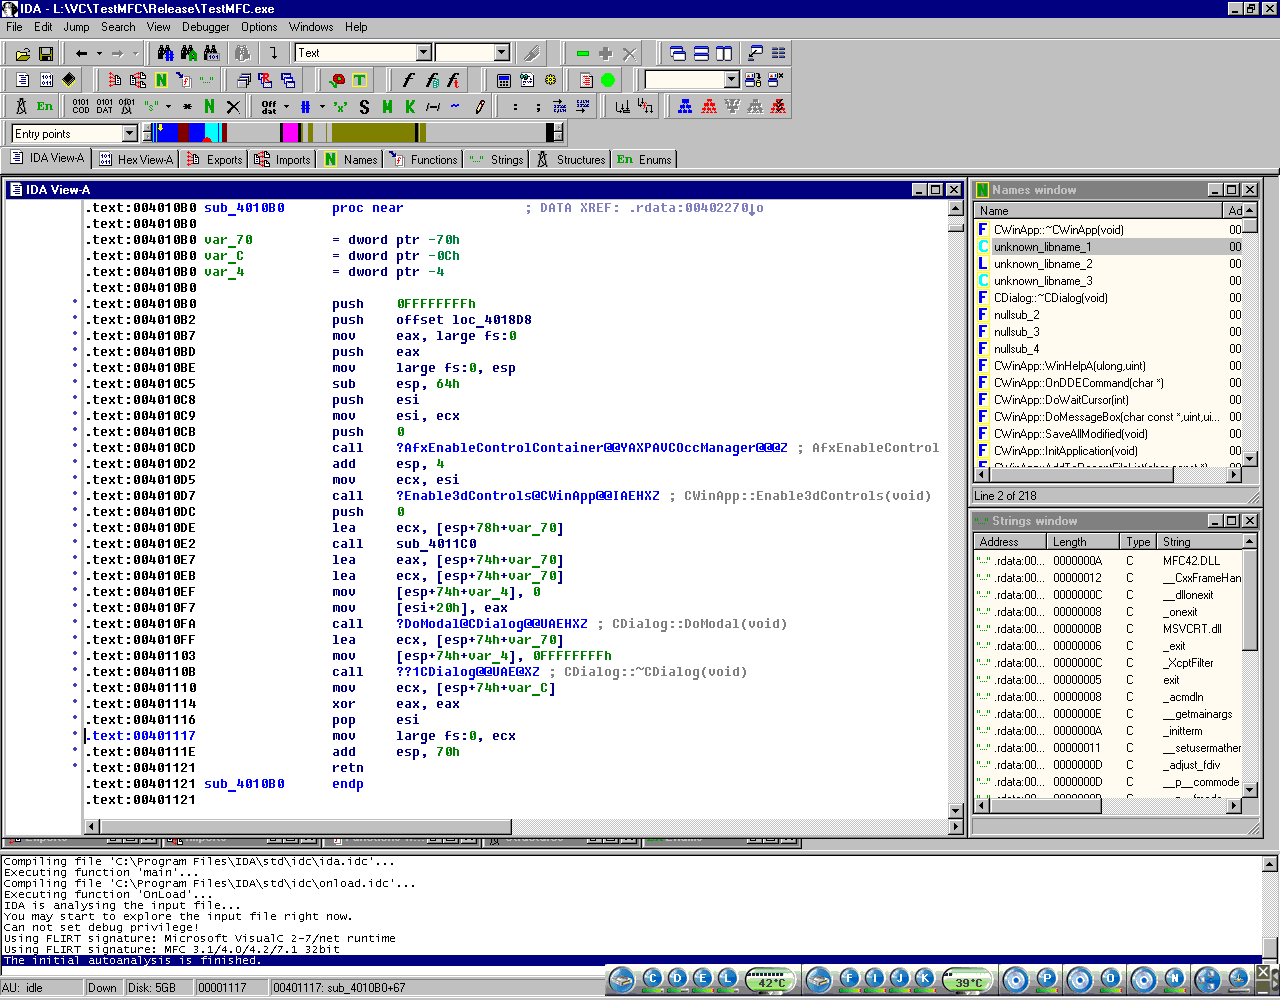 IDA - L:\VC\TestMFC\Release\TestMFC.exe
File Edit Jump Search View Debugger Options Windows Help
Text
En
Off dat
Entry points
IDA View-A Hex View-A Exports Imports Names Functions Strings Structures En Enums
IDA View-A
.text:004010B0 sub_4010B0 proc near ; DATA XREF: .rdata:00402270↓o
.text:004010B0
.text:004010B0 var_70 = dword ptr -70h
.text:004010B0 var_C = dword ptr -0Ch
.text:004010B0 var_4 = dword ptr -4
.text:004010B0
.text:004010B0 push 0FFFFFFFFh
.text:004010B2 push offset loc_4018D8
.text:004010B7 mov eax, large fs:0
.text:004010BD push eax
.text:004010BE mov large fs:0, esp
.text:004010C5 sub esp, 64h
.text:004010C8 push esi
.text:004010C9 mov esi, ecx
.text:004010CB push 0
.text:004010CD call ?AfxEnableControlContainer@@YAXPAVCOccManager@@@Z ; AfxEnableControl
.text:004010D2 add esp, 4
.text:004010D5 mov ecx, esi
.text:004010D7 call ?Enable3dControls@CWinApp@@IAEHXZ ; CWinApp::Enable3dControls(void)
.text:004010DC push 0
.text:004010DE lea ecx, [esp+78h+var_70]
.text:004010E2 call sub_4011C0
.text:004010E7 lea eax, [esp+74h+var_70]
.text:004010EB lea ecx, [esp+74h+var_70]
.text:004010EF mov [esp+74h+var_4], 0
.text:004010F7 mov [esi+20h], eax
.text:004010FA call ?DoModal@CDialog@@UAEHXZ ; CDialog::DoModal(void)
.text:004010FF lea ecx, [esp+74h+var_70]
.text:00401103 mov [esp+74h+var_4], 0FFFFFFFFh
.text:0040110B call ??1CDialog@@UAE@XZ ; CDialog::~CDialog(void)
.text:00401110 mov ecx, [esp+74h+var_C]
.text:00401114 xor eax, eax
.text:00401116 pop esi
.text:00401117 mov large fs:0, ecx
.text:0040111E add esp, 70h
.text:00401121 retn
.text:00401121 sub_4010B0 endp
.text:00401121
Names window
Name Ad
F CWinApp::~CWinApp(void) 00
C unknown_libname_1 00
L unknown_libname_2 00
C unknown_libname_3 00
F CDialog::~CDialog(void) 00
F nullsub_2 00
F nullsub_3 00
F nullsub_4 00
F CWinApp::WinHelpA(ulong,uint) 00
F CWinApp::OnDDECommand(char *) 00
F CWinApp::DoWaitCursor(int) 00
F CWinApp::DoMessageBox(char const *,uint,ui... 00
F CWinApp::SaveAllModified(void) 00
F CWinApp::InitApplication(void) 00
Line 2 of 218
Strings window
Address Length Type String
.rdata:00... 0000000A C MFC42.DLL
.rdata:00... 00000012 C __CxxFrameHan
.rdata:00... 0000000C C __dllonexit
.rdata:00... 00000008 C _onexit
.rdata:00... 0000000B C MSVCRT.dll
.rdata:00... 00000006 C _exit
.rdata:00... 0000000C C _XcptFilter
.rdata:00... 00000005 C exit
.rdata:00... 00000008 C _acmdln
.rdata:00... 0000000E C __getmainargs
.rdata:00... 0000000A C _initterm
.rdata:00... 00000011 C __setusermather
.rdata:00... 0000000D C _adjust_fdiv
.rdata:00... 0000000D C __p__commode
Compiling file 'C:\Program Files\IDA\std\idc\ida.idc'...
Executing function 'main'...
Compiling file 'C:\Program Files\IDA\std\idc\onload.idc'...
Executing function 'OnLoad'...
IDA is analysing the input file...
You may start to explore the input file right now.
Can not set debug privilege!
Using FLIRT signature: Microsoft VisualC 2-7/net runtime
Using FLIRT signature: MFC 3.1/4.0/4.2/7.1 32bit
The initial autoanalysis is finished.
AU: idle Down Disk: 5GB 00001117 00401117: sub_4010B0+67
C D E L 42°C F I J K 39°C P O N